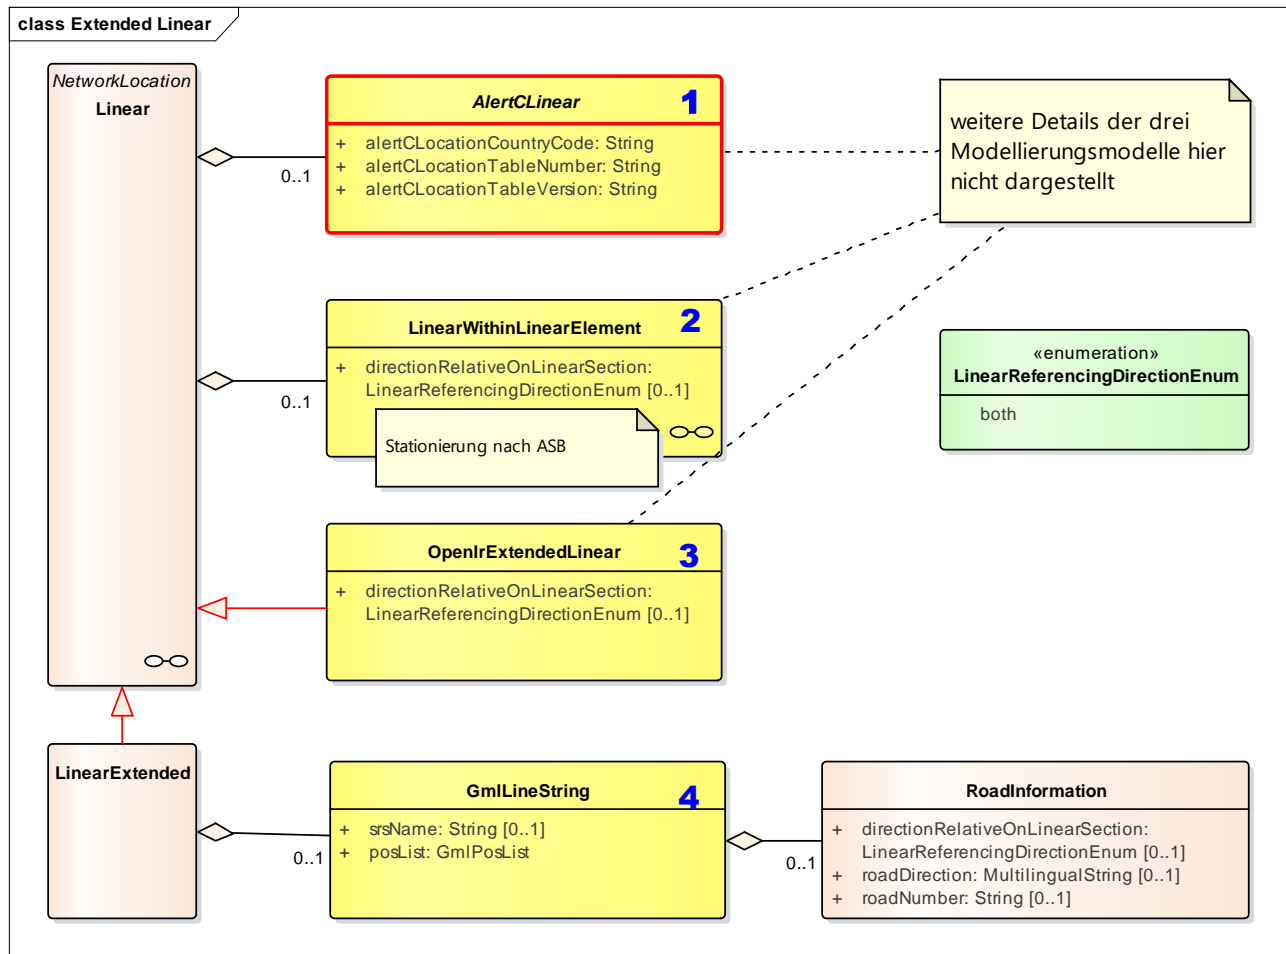 class Extended Linear
NetworkLocation
Linear
AlertCLinear
1
+ alertCLocationCountryCode: String
+ alertCLocationTableNumber: String
+ alertCLocationTableVersion: String
0..1
weitere Details der drei
Modellierungsmodelle hier
nicht dargestellt
LinearWithinLinearElement
2
+ directionRelativeOnLinearSection:
LinearReferencingDirectionEnum [0..1]
0..1
Stationierung nach ASB
«enumeration»
LinearReferencingDirectionEnum
both
OpenlrExtendedLinear
3
+ directionRelativeOnLinearSection:
LinearReferencingDirectionEnum [0..1]
LinearExtended
GmlLineString
4
+ srsName: String [0..1]
+ posList: GmlPosList
0..1
RoadInformation
+ directionRelativeOnLinearSection:
LinearReferencingDirectionEnum [0..1]
+ roadDirection: MultilingualString [0..1]
+ roadNumber: String [0..1]
0..1